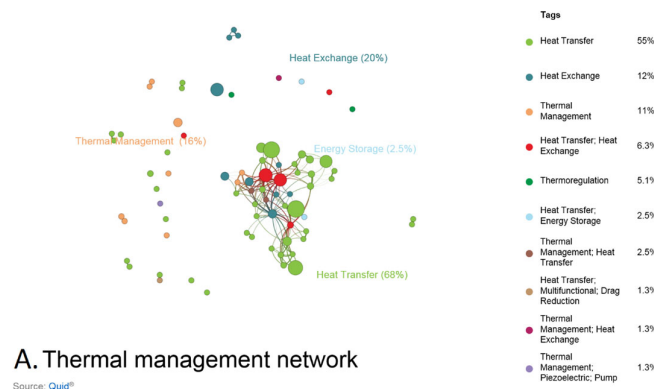 Tags
Heat Transfer 55%
Heat Exchange 12%
Thermal
Management 11%
Heat Transfer; Heat
Exchange 6.3%
Thermoregulation 5.1%
Heat Transfer;
Energy Storage 2.5%
Thermal
Management; Heat
Transfer 2.5%
Heat Transfer;
Multifunctional; Drag
Reduction 1.3%
Thermal
Management; Heat
Exchange 1.3%
Thermal
Management;
Piezoelectric; Pump 1.3%
Heat Exchange (20%)
Thermal Management (16%)
Energy Storage (2.5%)
Heat Transfer (68%)
A. Thermal management network
Source: Quid®